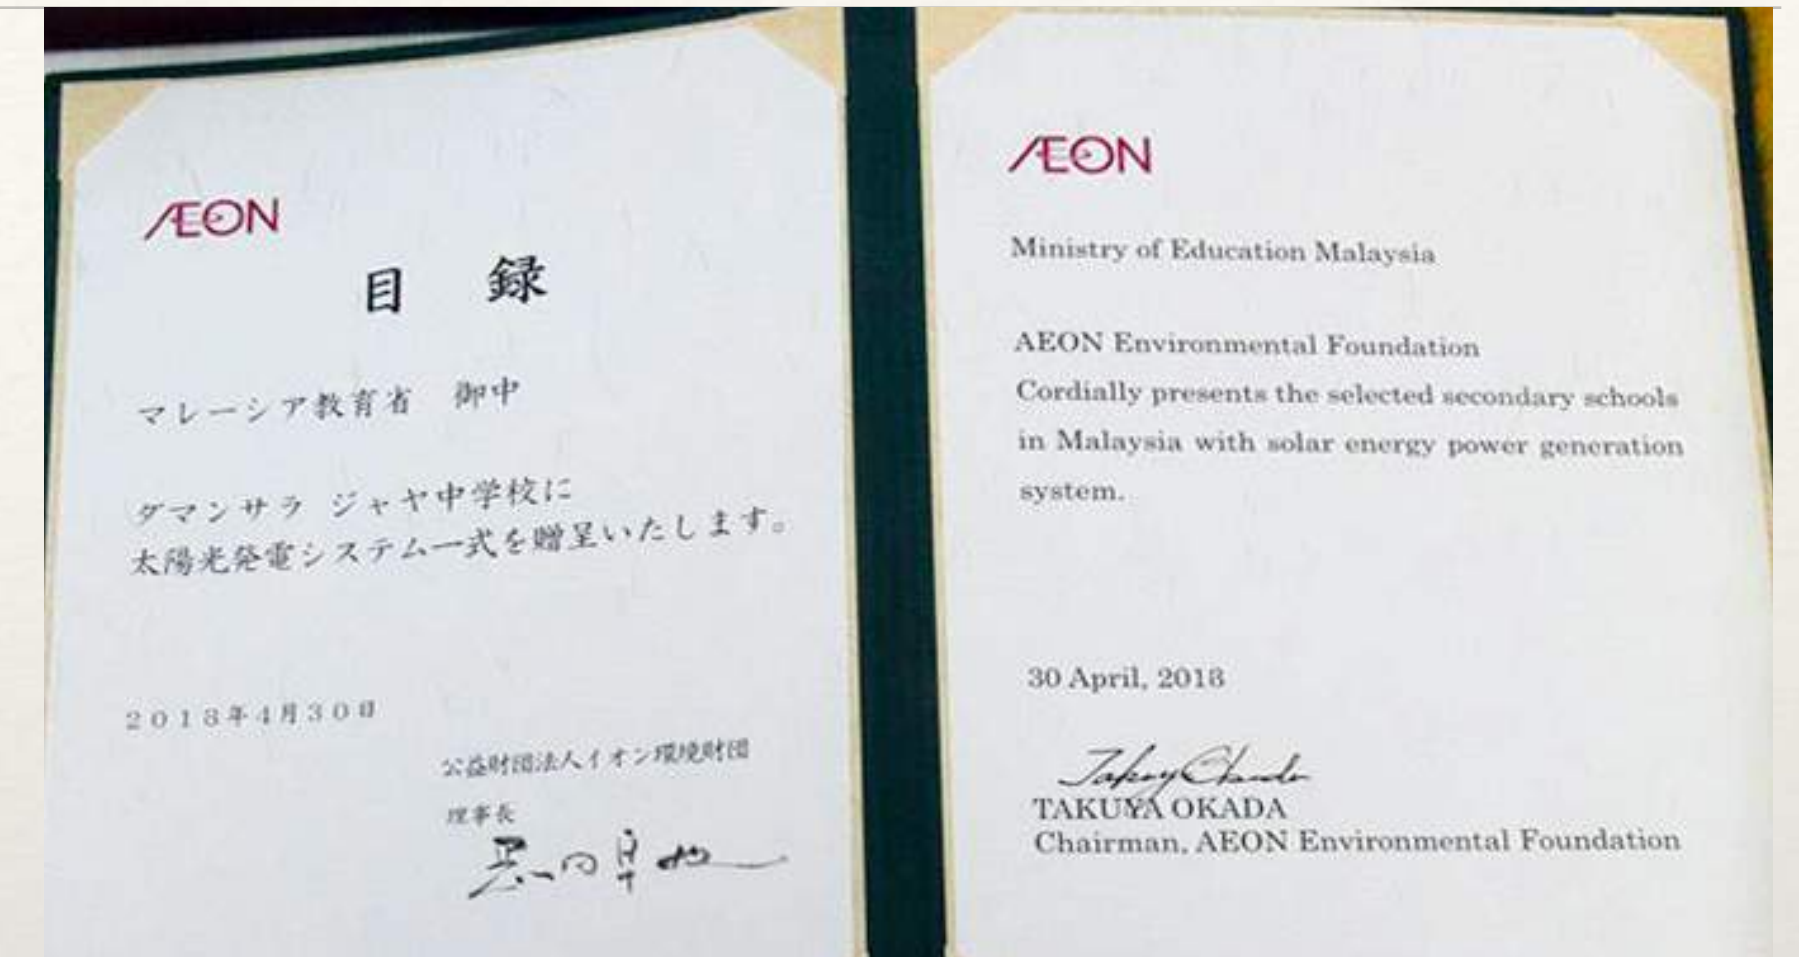 ÆON
目 録
マレーシア教育省 御中
ダマンサラ ジャヤ中学校に
太陽光発電システム一式を贈呈いたします。
2018年4月30日
公益財団法人イオン環境財団
理事長
ÆON
Ministry of Education Malaysia
AEON Environmental Foundation
Cordially presents the selected secondary schools
in Malaysia with solar energy power generation
system.
30 April, 2018
TAKUYA OKADA
Chairman, AEON Environmental Foundation